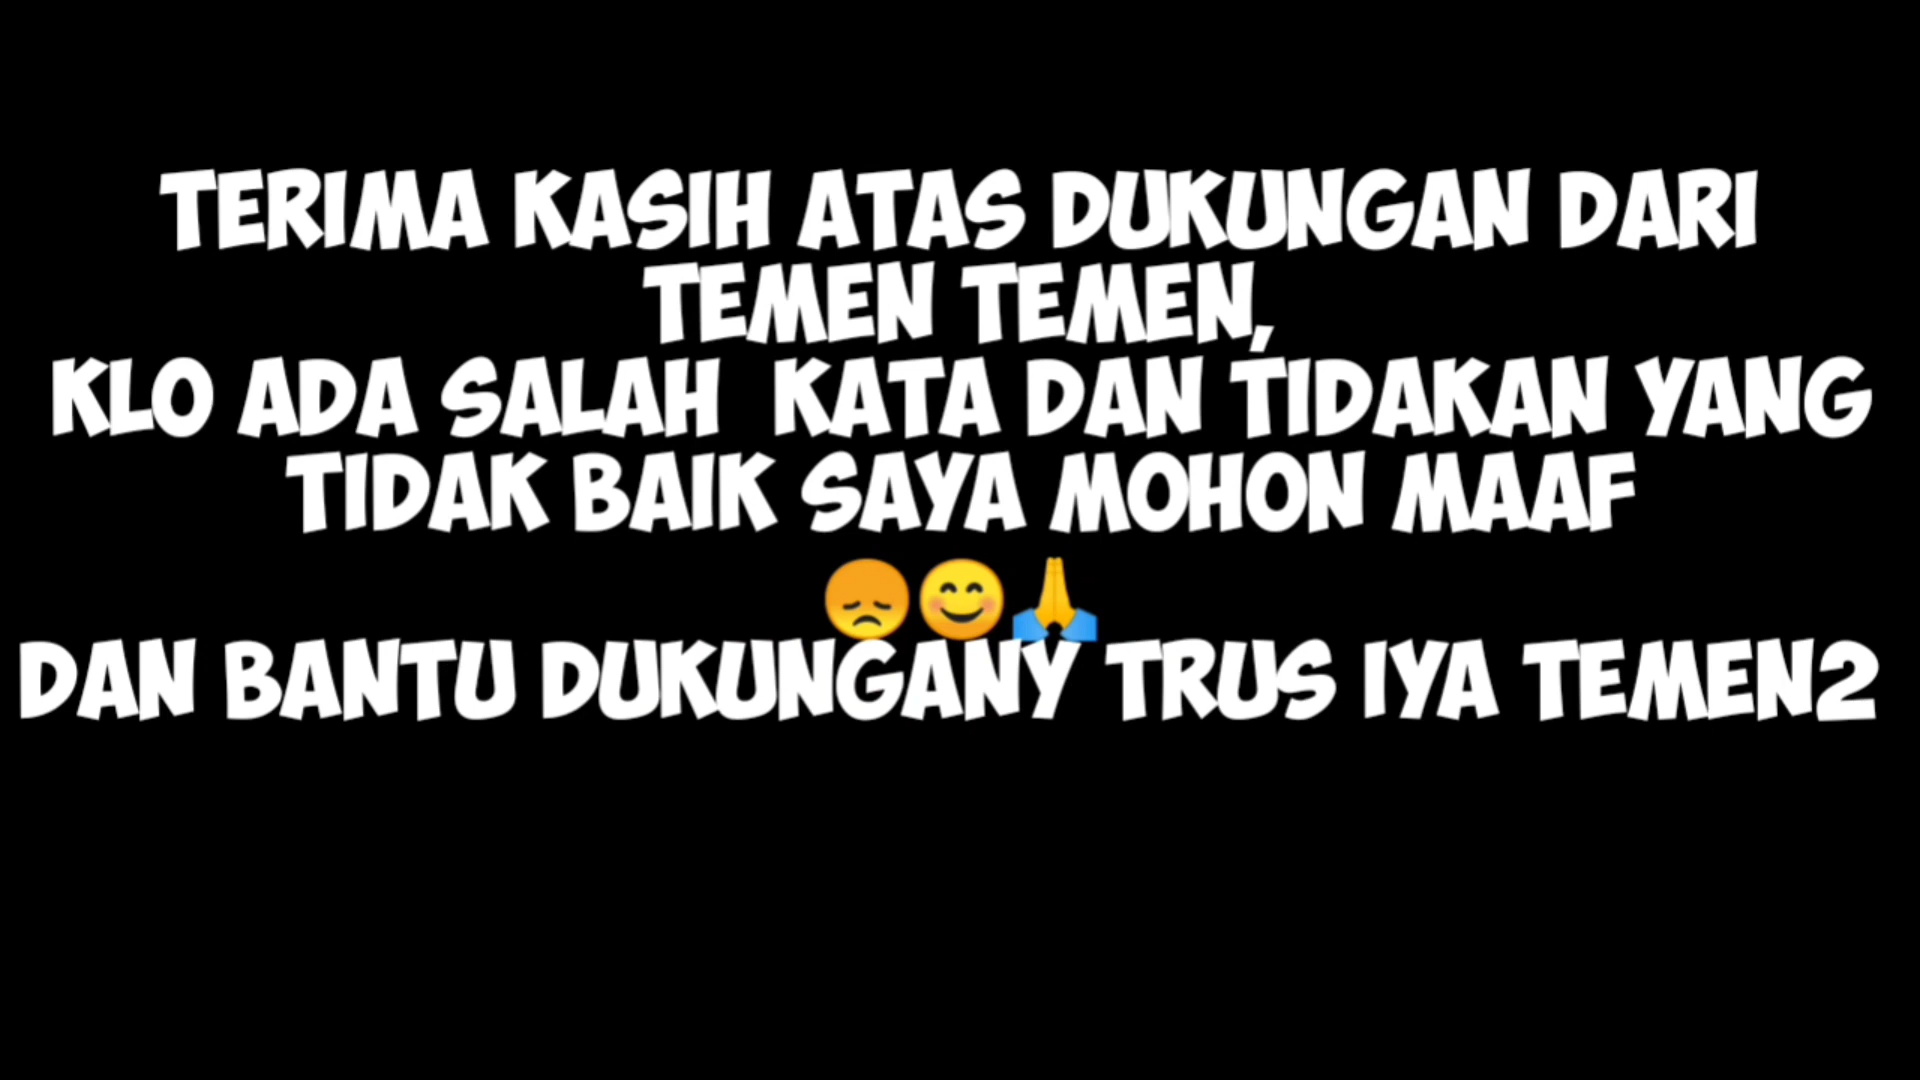 TERIMA KASIH ATAS DUKUNGAN DARI
TEMEN TEMEN,
KLO ADA SALAH KATA DAN TIDAKAN YANG
TIDAK BAIK SAYA MOHON MAAF
😞😊🙏
DAN BANTU DUKUNGANY TRUS IYA TEMEN2